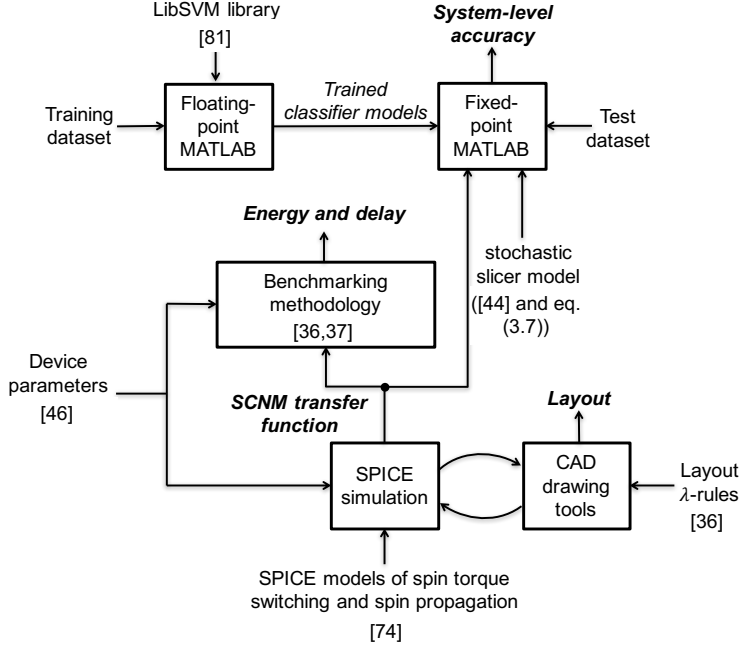 LibSVM library
[81]
System-level
accuracy
Training
dataset
Floating-
point
MATLAB
Trained
classifier models
Fixed-
point
MATLAB
Test
dataset
Energy and delay
stochastic
slicer model
([44] and eq.
(3.7))
Benchmarking
methodology
[36,37]
Device
parameters
[46]
SCNM transfer
function
Layout
SPICE
simulation
CAD
drawing
tools
Layout
λ-rules
[36]
SPICE models of spin torque
switching and spin propagation
[74]